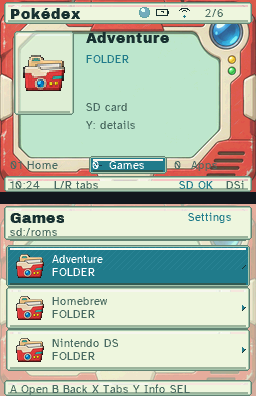 Pokédex 2/6
Adventure
FOLDER
SD card
Y: details
01 Home Games App
10:24 L/R tabs SD OK DSi
Games Settings
sd:/roms
Adventure
FOLDER
Homebrew
FOLDER
Nintendo DS
FOLDER
A Open B Back X Tabs Y Info SEL